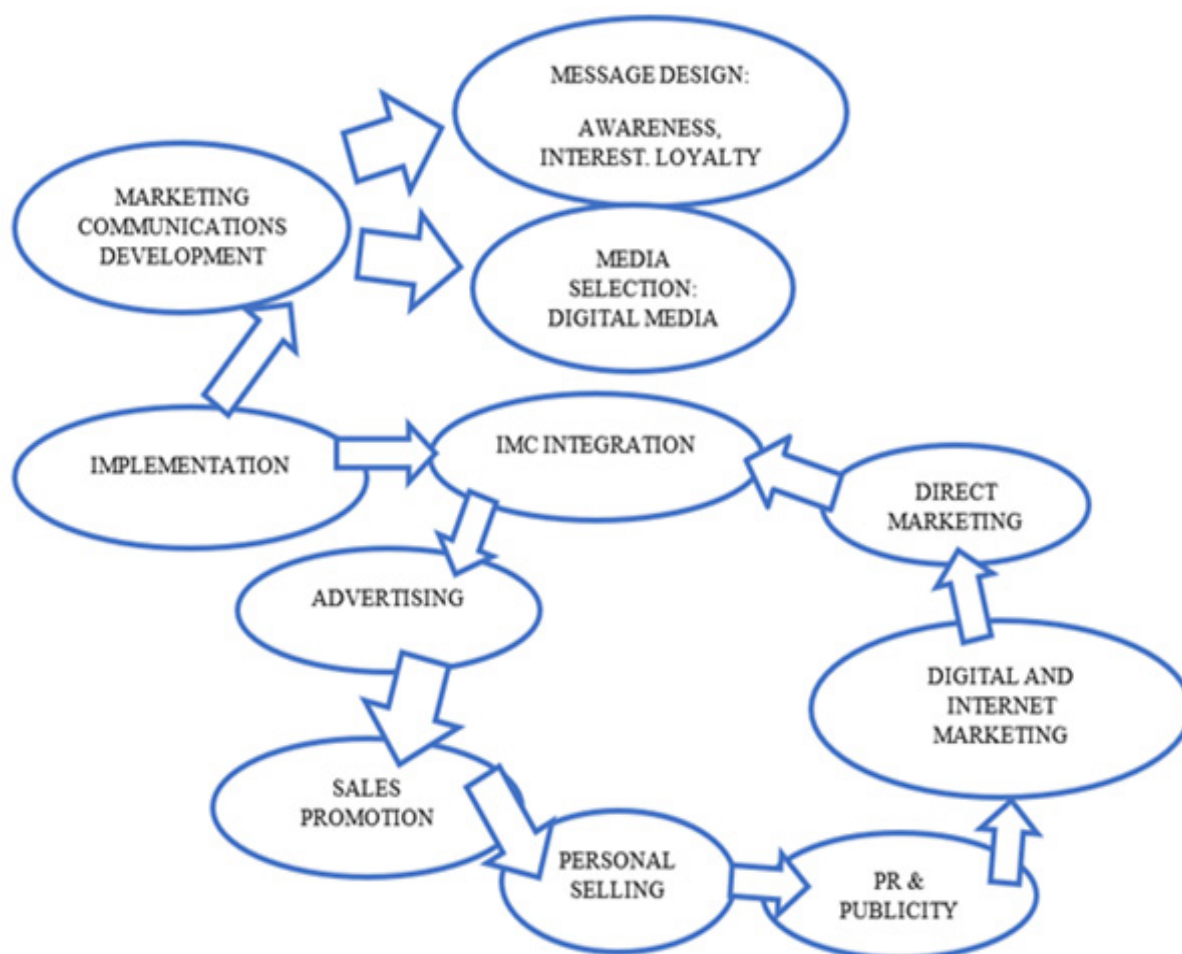 MESSAGE DESIGN:
AWARENESS,
INTEREST. LOYALTY
MARKETING
COMMUNICATIONS
DEVELOPMENT
MEDIA
SELECTION:
DIGITAL MEDIA
IMPLEMENTATION
IMC INTEGRATION
DIRECT
MARKETING
ADVERTISING
DIGITAL AND
INTERNET
MARKETING
SALES
PROMOTION
PERSONAL
SELLING
PR &
PUBLICITY